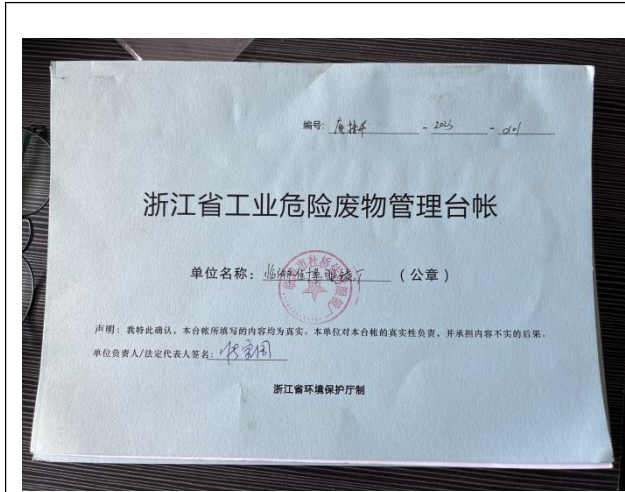 编号: - 2023 - 001
浙江省工业危险废物管理台帐
单位名称: 眼镜厂 (公章)
声明: 我特此确认, 本台帐所填写的内容均为真实。本单位对本台帐的真实性负责, 并承担内容不实的后果。
单位负责人/法定代表人签名:
浙江省环境保护厅制